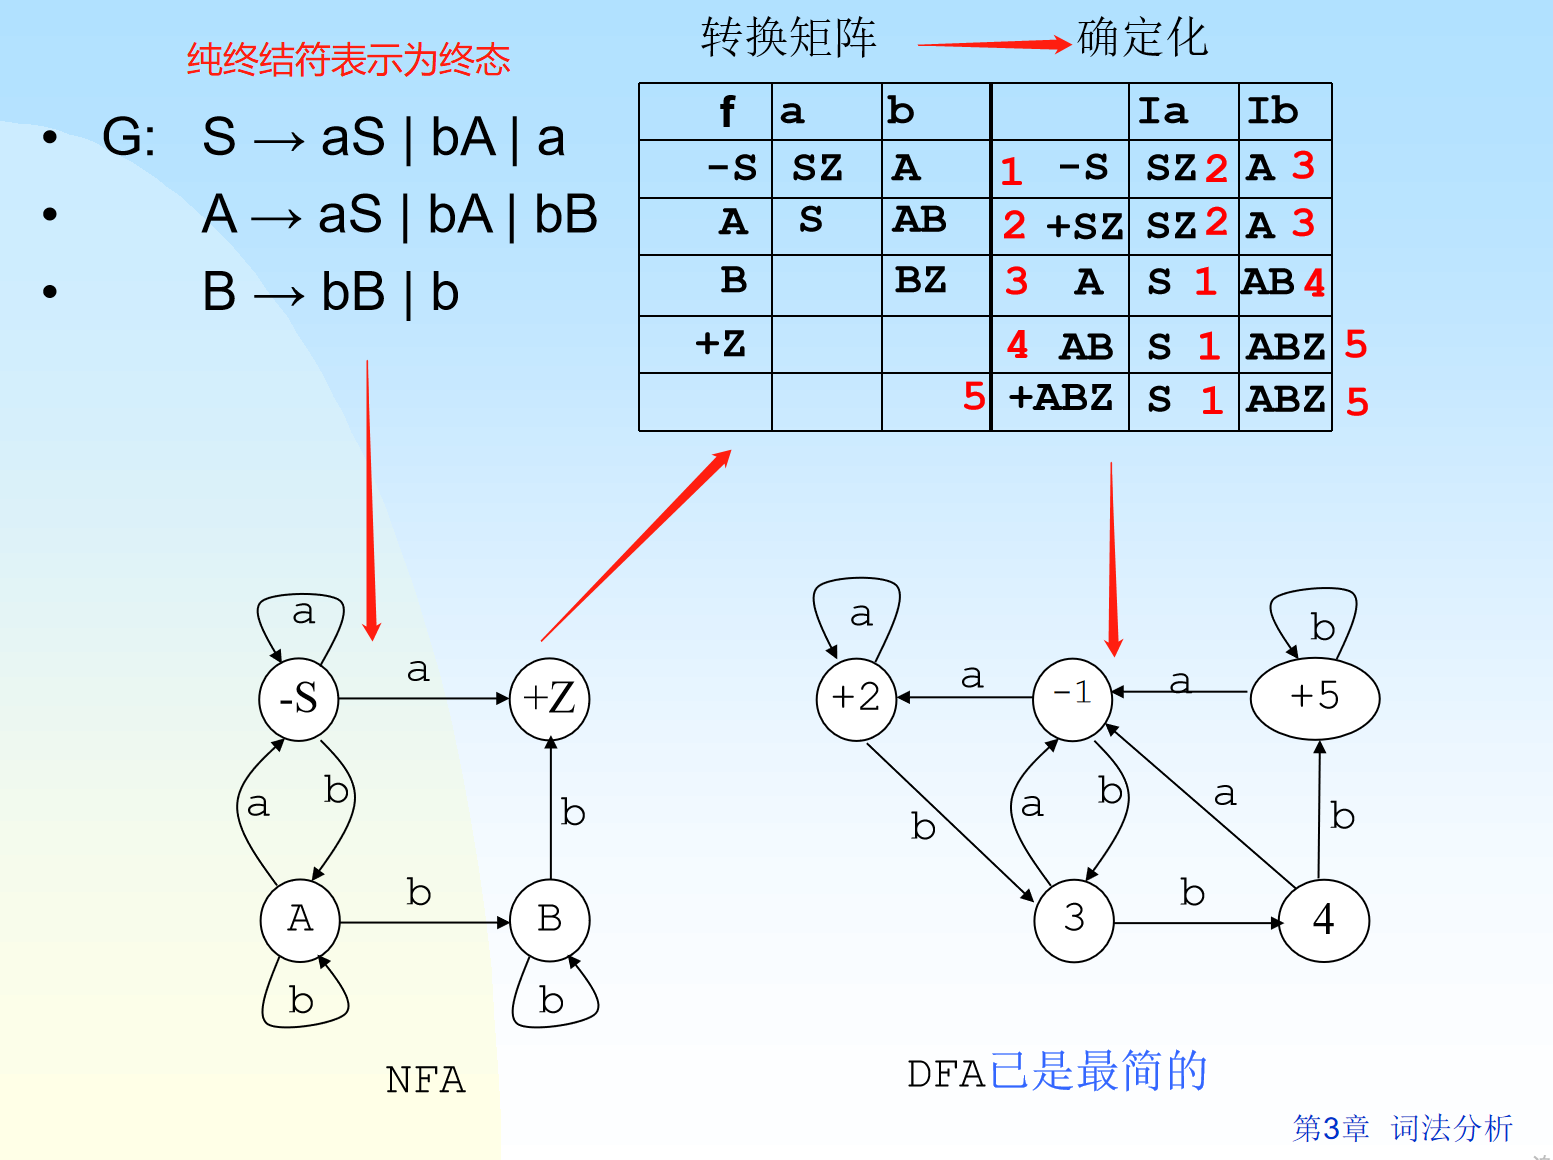 纯终结符表示为终态
• G: S → aS | bA | a
• A → aS | bA | bB
• B → bB | b
转换矩阵 确定化
f a b Ia Ib
-S SZ A 1 -S SZ 2 A 3
A S AB 2 +SZ SZ 2 A 3
B BZ 3 A S 1 AB 4
+Z 4 AB S 1 ABZ 5
5 +ABZ S 1 ABZ 5
a
-S a +Z
a b b
A b B
b b
NFA
a b
+2 a -1 a +5
b a b a b
3 b 4
DFA已是最简的
第3章 词法分析